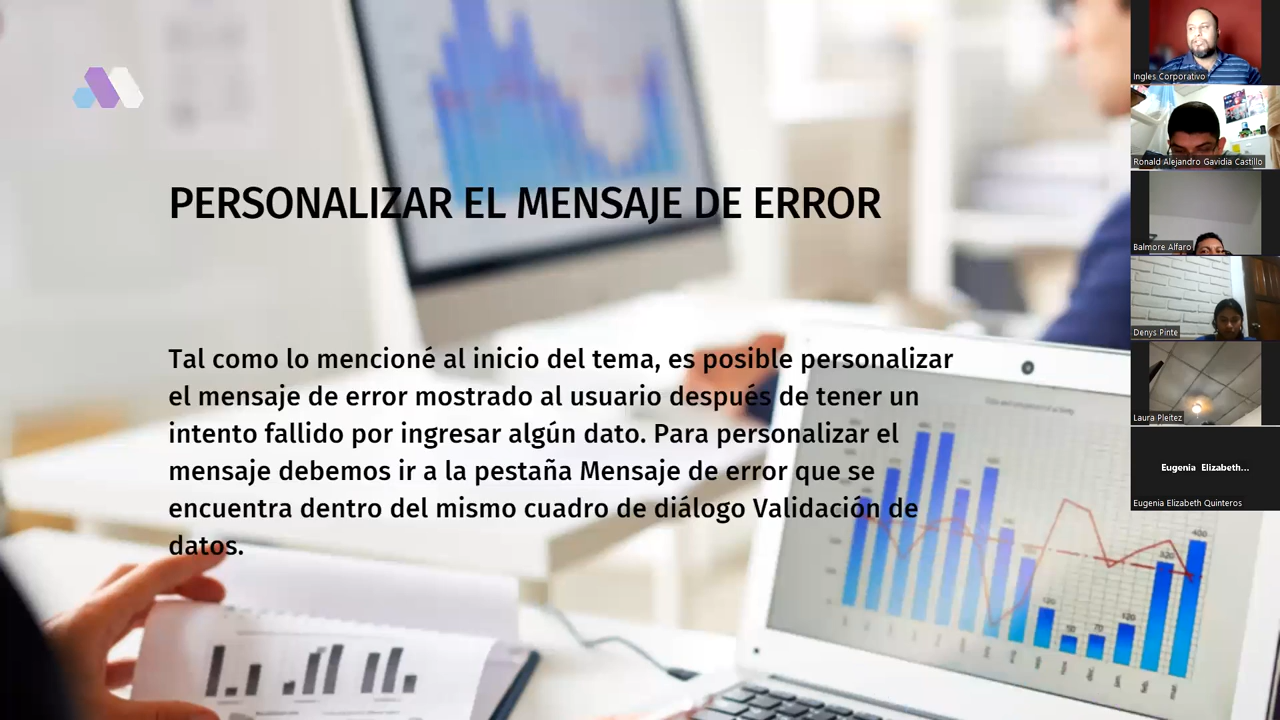 PERSONALIZAR EL MENSAJE DE ERROR
Tal como lo mencioné al inicio del tema, es posible personalizar
el mensaje de error mostrado al usuario después de tener un
intento fallido por ingresar algún dato. Para personalizar el
mensaje debemos ir a la pestaña Mensaje de error que se
encuentra dentro del mismo cuadro de diálogo Validación de
datos.
Ingles Corporativo
Ronald Alejandro Gavidia Castillo
Balmore Alfaro
Denys Pinte
Laura Pleitez
Eugenia Elizabeth...
Eugenia Elizabeth Quinteros